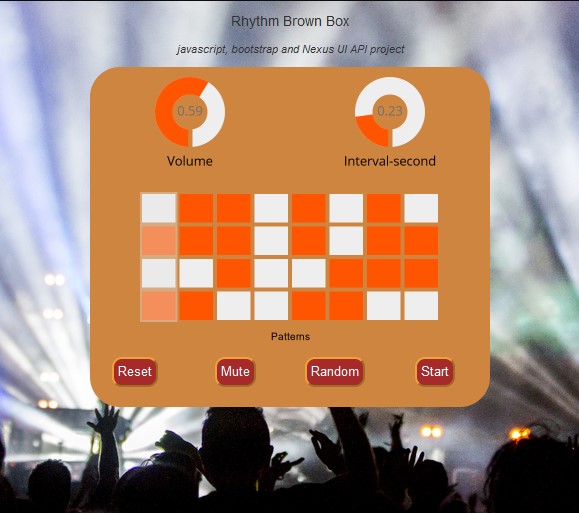 Rhythm Brown Box
javascript, bootstrap and Nexus UI API project
0.59 0.23
Volume Interval-second
Patterns
Reset Mute Random Start